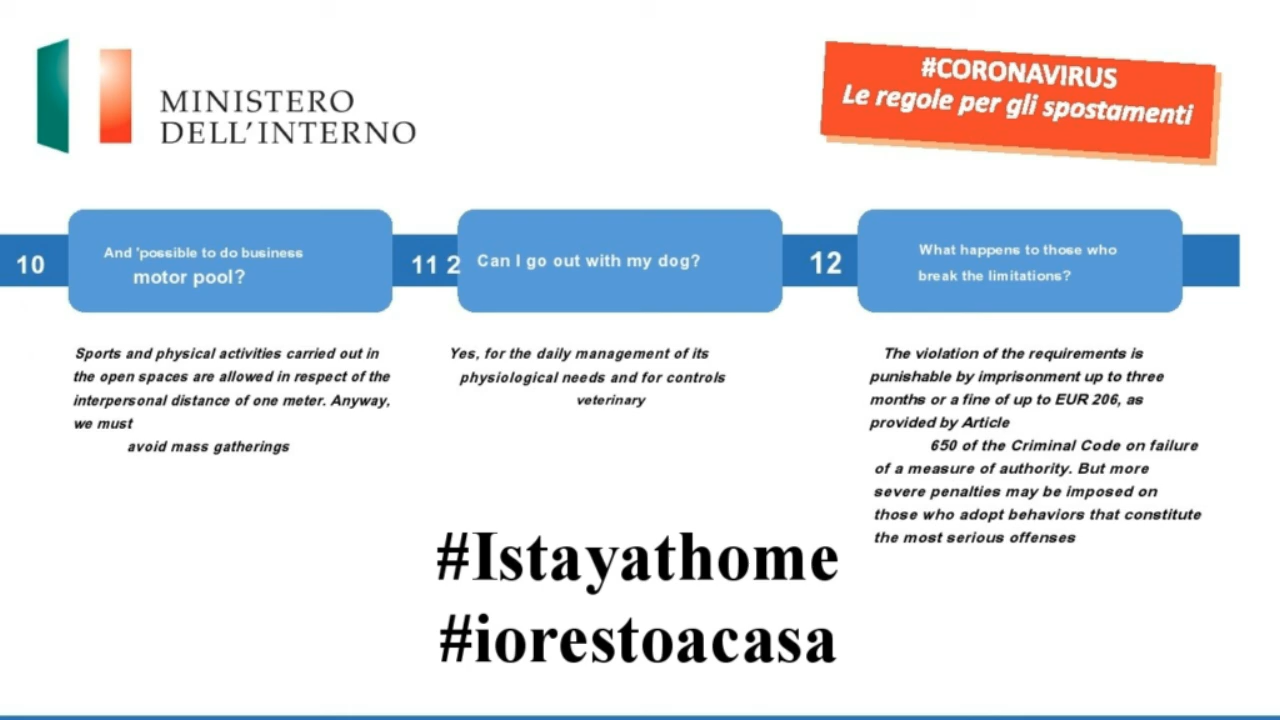 MINISTERO
DELL'INTERNO
#CORONAVIRUS
Le regole per gli spostamenti
10
And 'possible to do business
motor pool?
11 2
Can I go out with my dog?
12
What happens to those who
break the limitations?
Sports and physical activities carried out in
the open spaces are allowed in respect of the
interpersonal distance of one meter. Anyway,
we must
avoid mass gatherings
Yes, for the daily management of its
physiological needs and for controls
veterinary
The violation of the requirements is
punishable by imprisonment up to three
months or a fine of up to EUR 206, as
provided by Article
650 of the Criminal Code on failure
of a measure of authority. But more
severe penalties may be imposed on
those who adopt behaviors that constitute
the most serious offenses
#Istayathome
#iorestoacasa